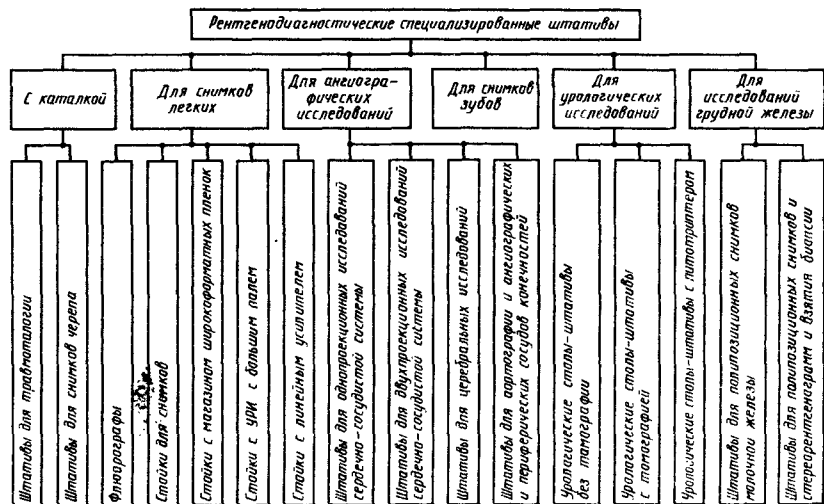 Рентгенодиагностические специализированные штативы
С каталкой
Для снимков
легких
Для ангиогра-
фических
исследований
Для снимков
зубов
Для
урологических
исследований
Для
исследований
грудной железы
Штативы для травматологии
Штативы для снимков черепа
Флюорографы
Стойки для снимков
Стойки с магазином широкоформатных пленок
Стойки с УРИ с большим полем
Стойки с линейным усилителем
Штативы для однопроекционных исследований
сердечно-сосудистой системы
Штативы для двухпроекционных исследований
сердечно-сосудистой системы
Штативы для церебральных исследований
Штативы для аортографии и ангиографических
и периферических сосудов конечностей
Урологические столы-штативы
без томографии
Урологические столы-штативы
с томографией
Урологические столы-штативы с литотриптером
Штативы для полипозиционных снимков
молочной железы
Штативы для полипозиционных снимков и
стереорентгенограмм и взятия биопсии